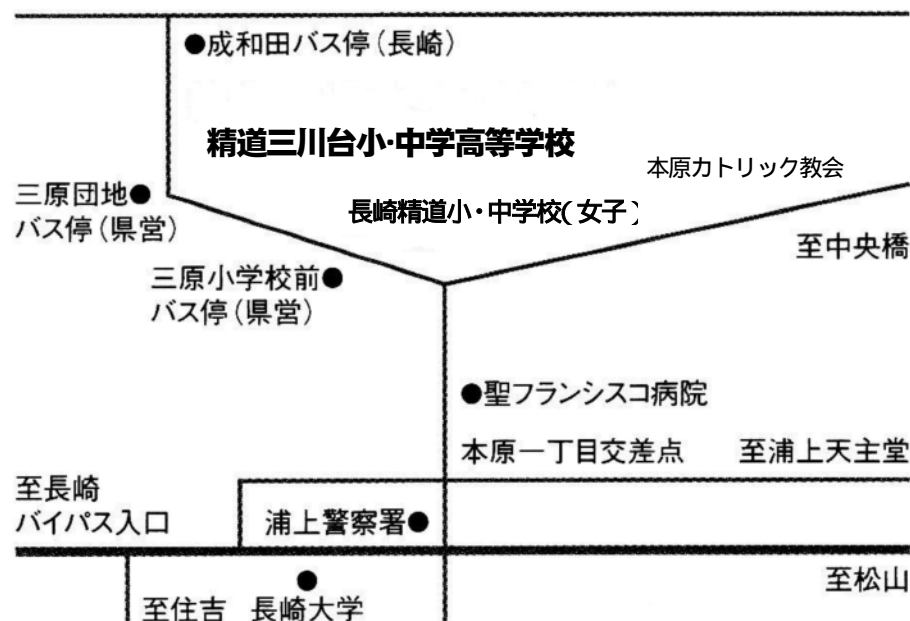 ●成和田バス停(長崎)
精道三川台小・中学高等学校
本原カトリック教会
三原団地●
バス停(県営)
長崎精道小・中学校(女子)
至中央橋
三原小学校前●
バス停(県営)
●聖フランシスコ病院
本原一丁目交差点
至浦上天主堂
至長崎
バイパス入口
浦上警察署●
至松山
●
至住吉
長崎大学